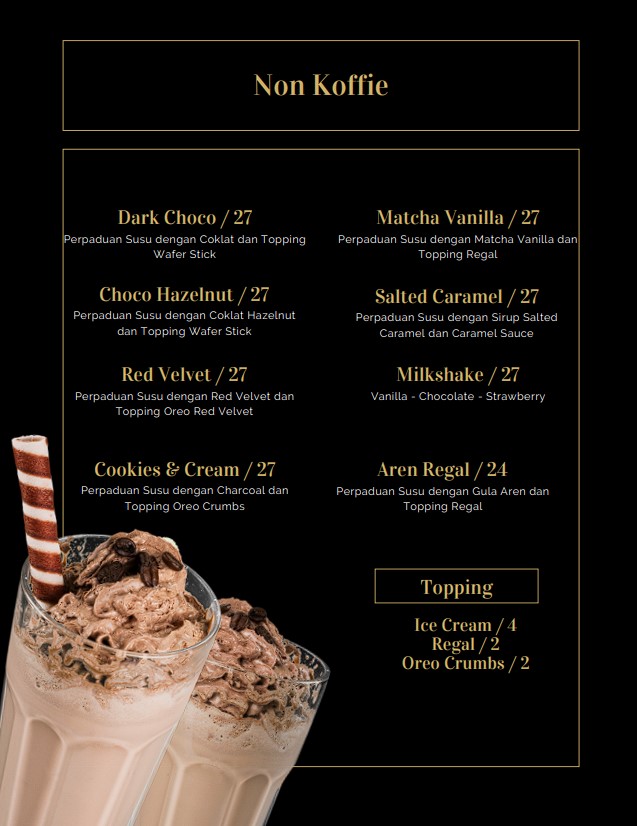 Non Koffie
Dark Choco / 27
Perpaduan Susu dengan Coklat dan Topping
Wafer Stick
Matcha Vanilla / 27
Perpaduan Susu dengan Matcha Vanilla dan
Topping Regal
Choco Hazelnut / 27
Perpaduan Susu dengan Coklat Hazelnut
dan Topping Wafer Stick
Salted Caramel / 27
Perpaduan Susu dengan Sirup Salted
Caramel dan Caramel Sauce
Red Velvet / 27
Perpaduan Susu dengan Red Velvet dan
Topping Oreo Red Velvet
Milkshake / 27
Vanilla - Chocolate - Strawberry
Cookies & Cream / 27
Perpaduan Susu dengan Charcoal dan
Topping Oreo Crumbs
Aren Regal / 24
Perpaduan Susu dengan Gula Aren dan
Topping Regal
Topping
Ice Cream / 4
Regal / 2
Oreo Crumbs / 2